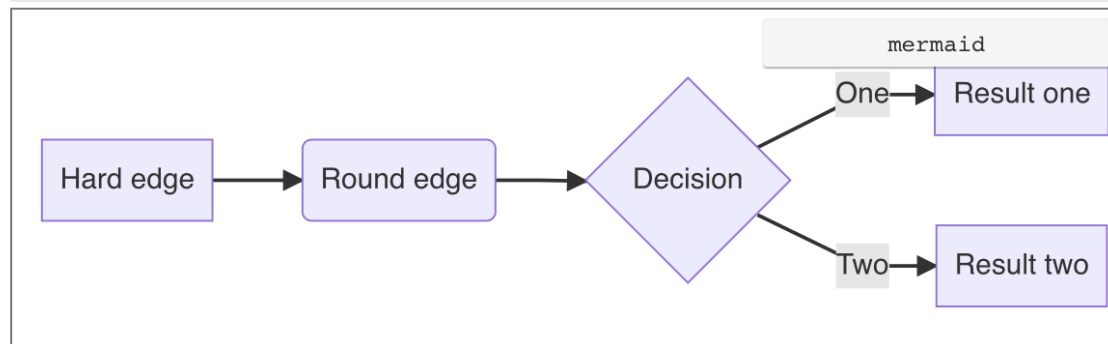 mermaid
Hard edge
Round edge
Decision
One
Result one
Two
Result two